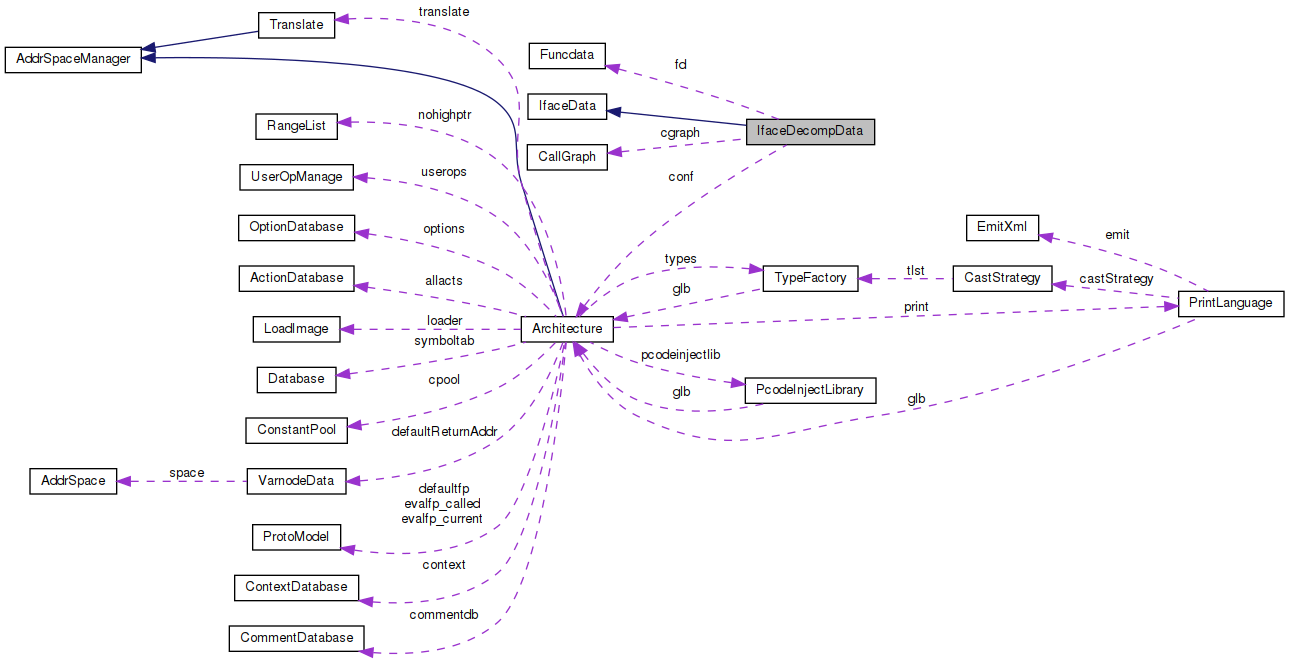 translate
Translate
AddrSpaceManager
Funcdata
fd
IfaceData
nohighptr
RangeList
cgraph
IfaceDecompData
CallGraph
conf
userops
UserOpManage
options
OptionDatabase
EmitXml
emit
types
allacts
ActionDatabase
glb
TypeFactory
tlst
CastStrategy
castStrategy
PrintLanguage
print
loader
LoadImage
Architecture
symboltab
pcodeinjectlib
Database
cpool
glb
PcodeInjectLibrary
glb
ConstantPool
defaultReturnAddr
AddrSpace
space
VarnodeData
defaultfp
evalfp_called
evalfp_current
ProtoModel
context
ContextDatabase
commentdb
CommentDatabase